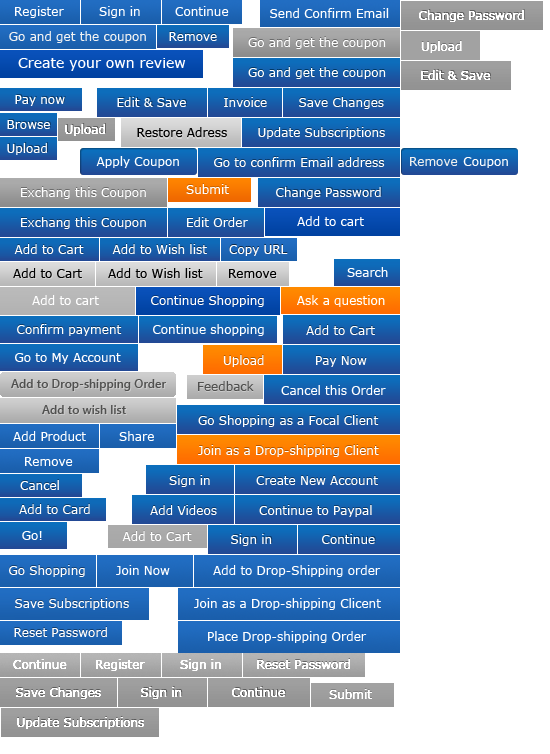 Register Sign in Continue Send Confirm Email Change Password
Go and get the coupon Remove Go and get the coupon Upload
Create your own review Go and get the coupon Edit & Save
Pay now Edit & Save Invoice Save Changes
Browse Upload Restore Adress Update Subscriptions
Upload Apply Coupon Go to confirm Email address Remove Coupon
Exchang this Coupon Submit Change Password
Exchang this Coupon Edit Order Add to cart
Add to Cart Add to Wish list Copy URL
Add to Cart Add to Wish list Remove Search
Add to cart Continue Shopping Ask a question
Confirm payment Continue shopping Add to Cart
Go to My Account Upload Pay Now
Add to Drop-shipping Order Feedback Cancel this Order
Add to wish list Go Shopping as a Focal Client
Add Product Share Join as a Drop-shipping Client
Remove
Cancel Sign in Create New Account
Add to Card Add Videos Continue to Paypal
Go! Add to Cart Sign in Continue
Go Shopping Join Now Add to Drop-Shipping order
Save Subscriptions Join as a Drop-shipping Clicent
Reset Password Place Drop-shipping Order
Continue Register Sign in Reset Password
Save Changes Sign in Continue Submit
Update Subscriptions